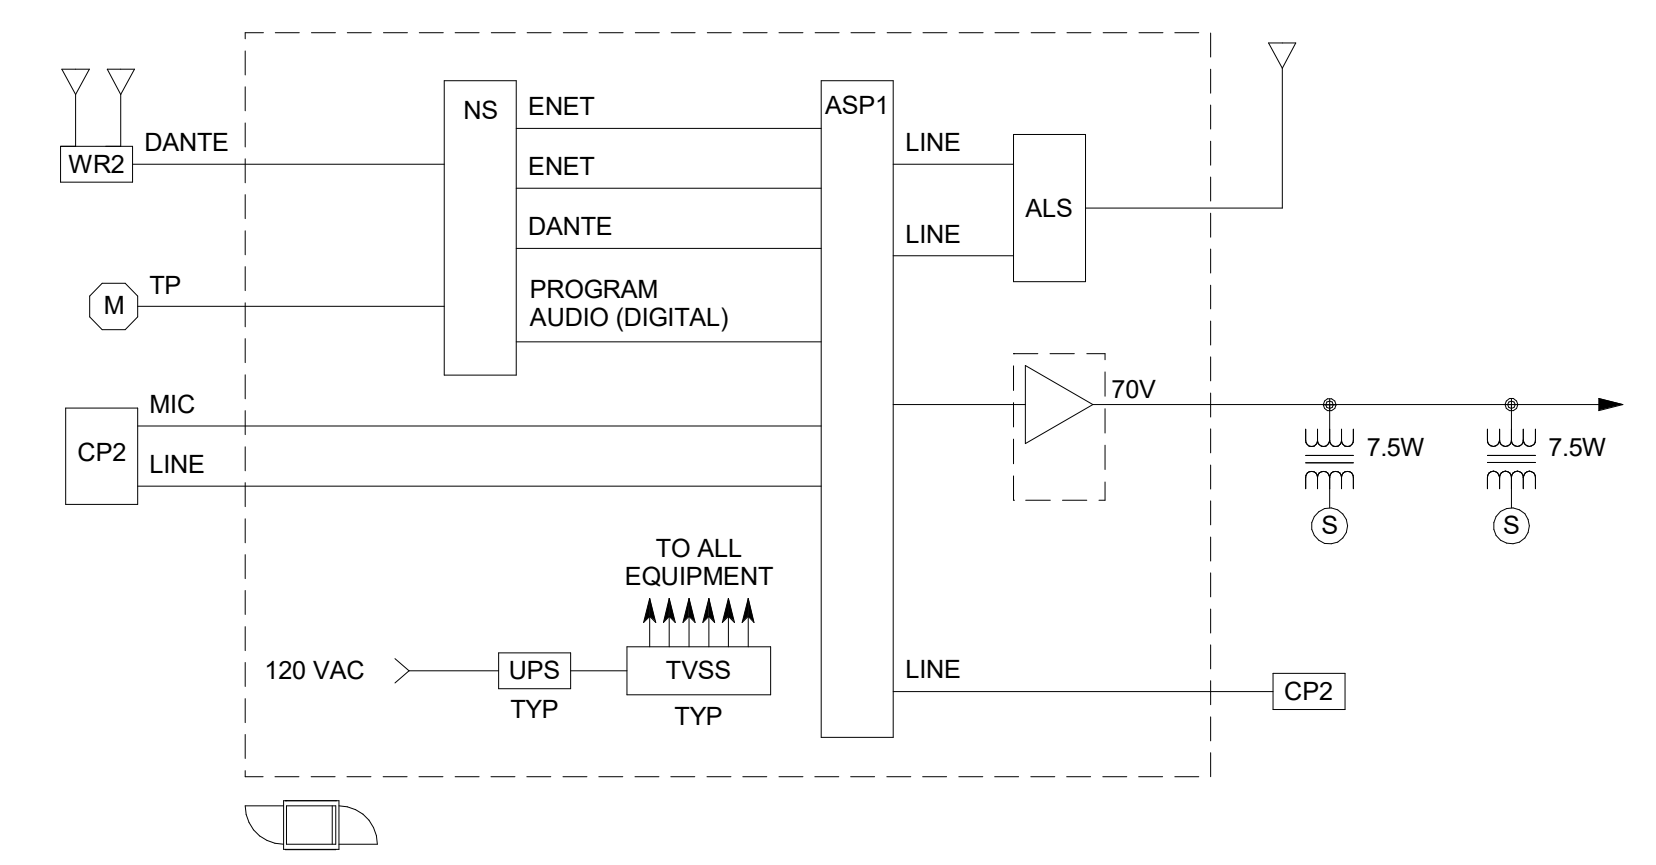 NS
ENET
ASP1
DANTE
LINE
WR2
ENET
ALS
DANTE
LINE
TP
M
PROGRAM
AUDIO (DIGITAL)
70V
MIC
CP2
LINE
7.5W
7.5W
S
S
TO ALL
EQUIPMENT
120 VAC
UPS
TVSS
LINE
CP2
TYP
TYP